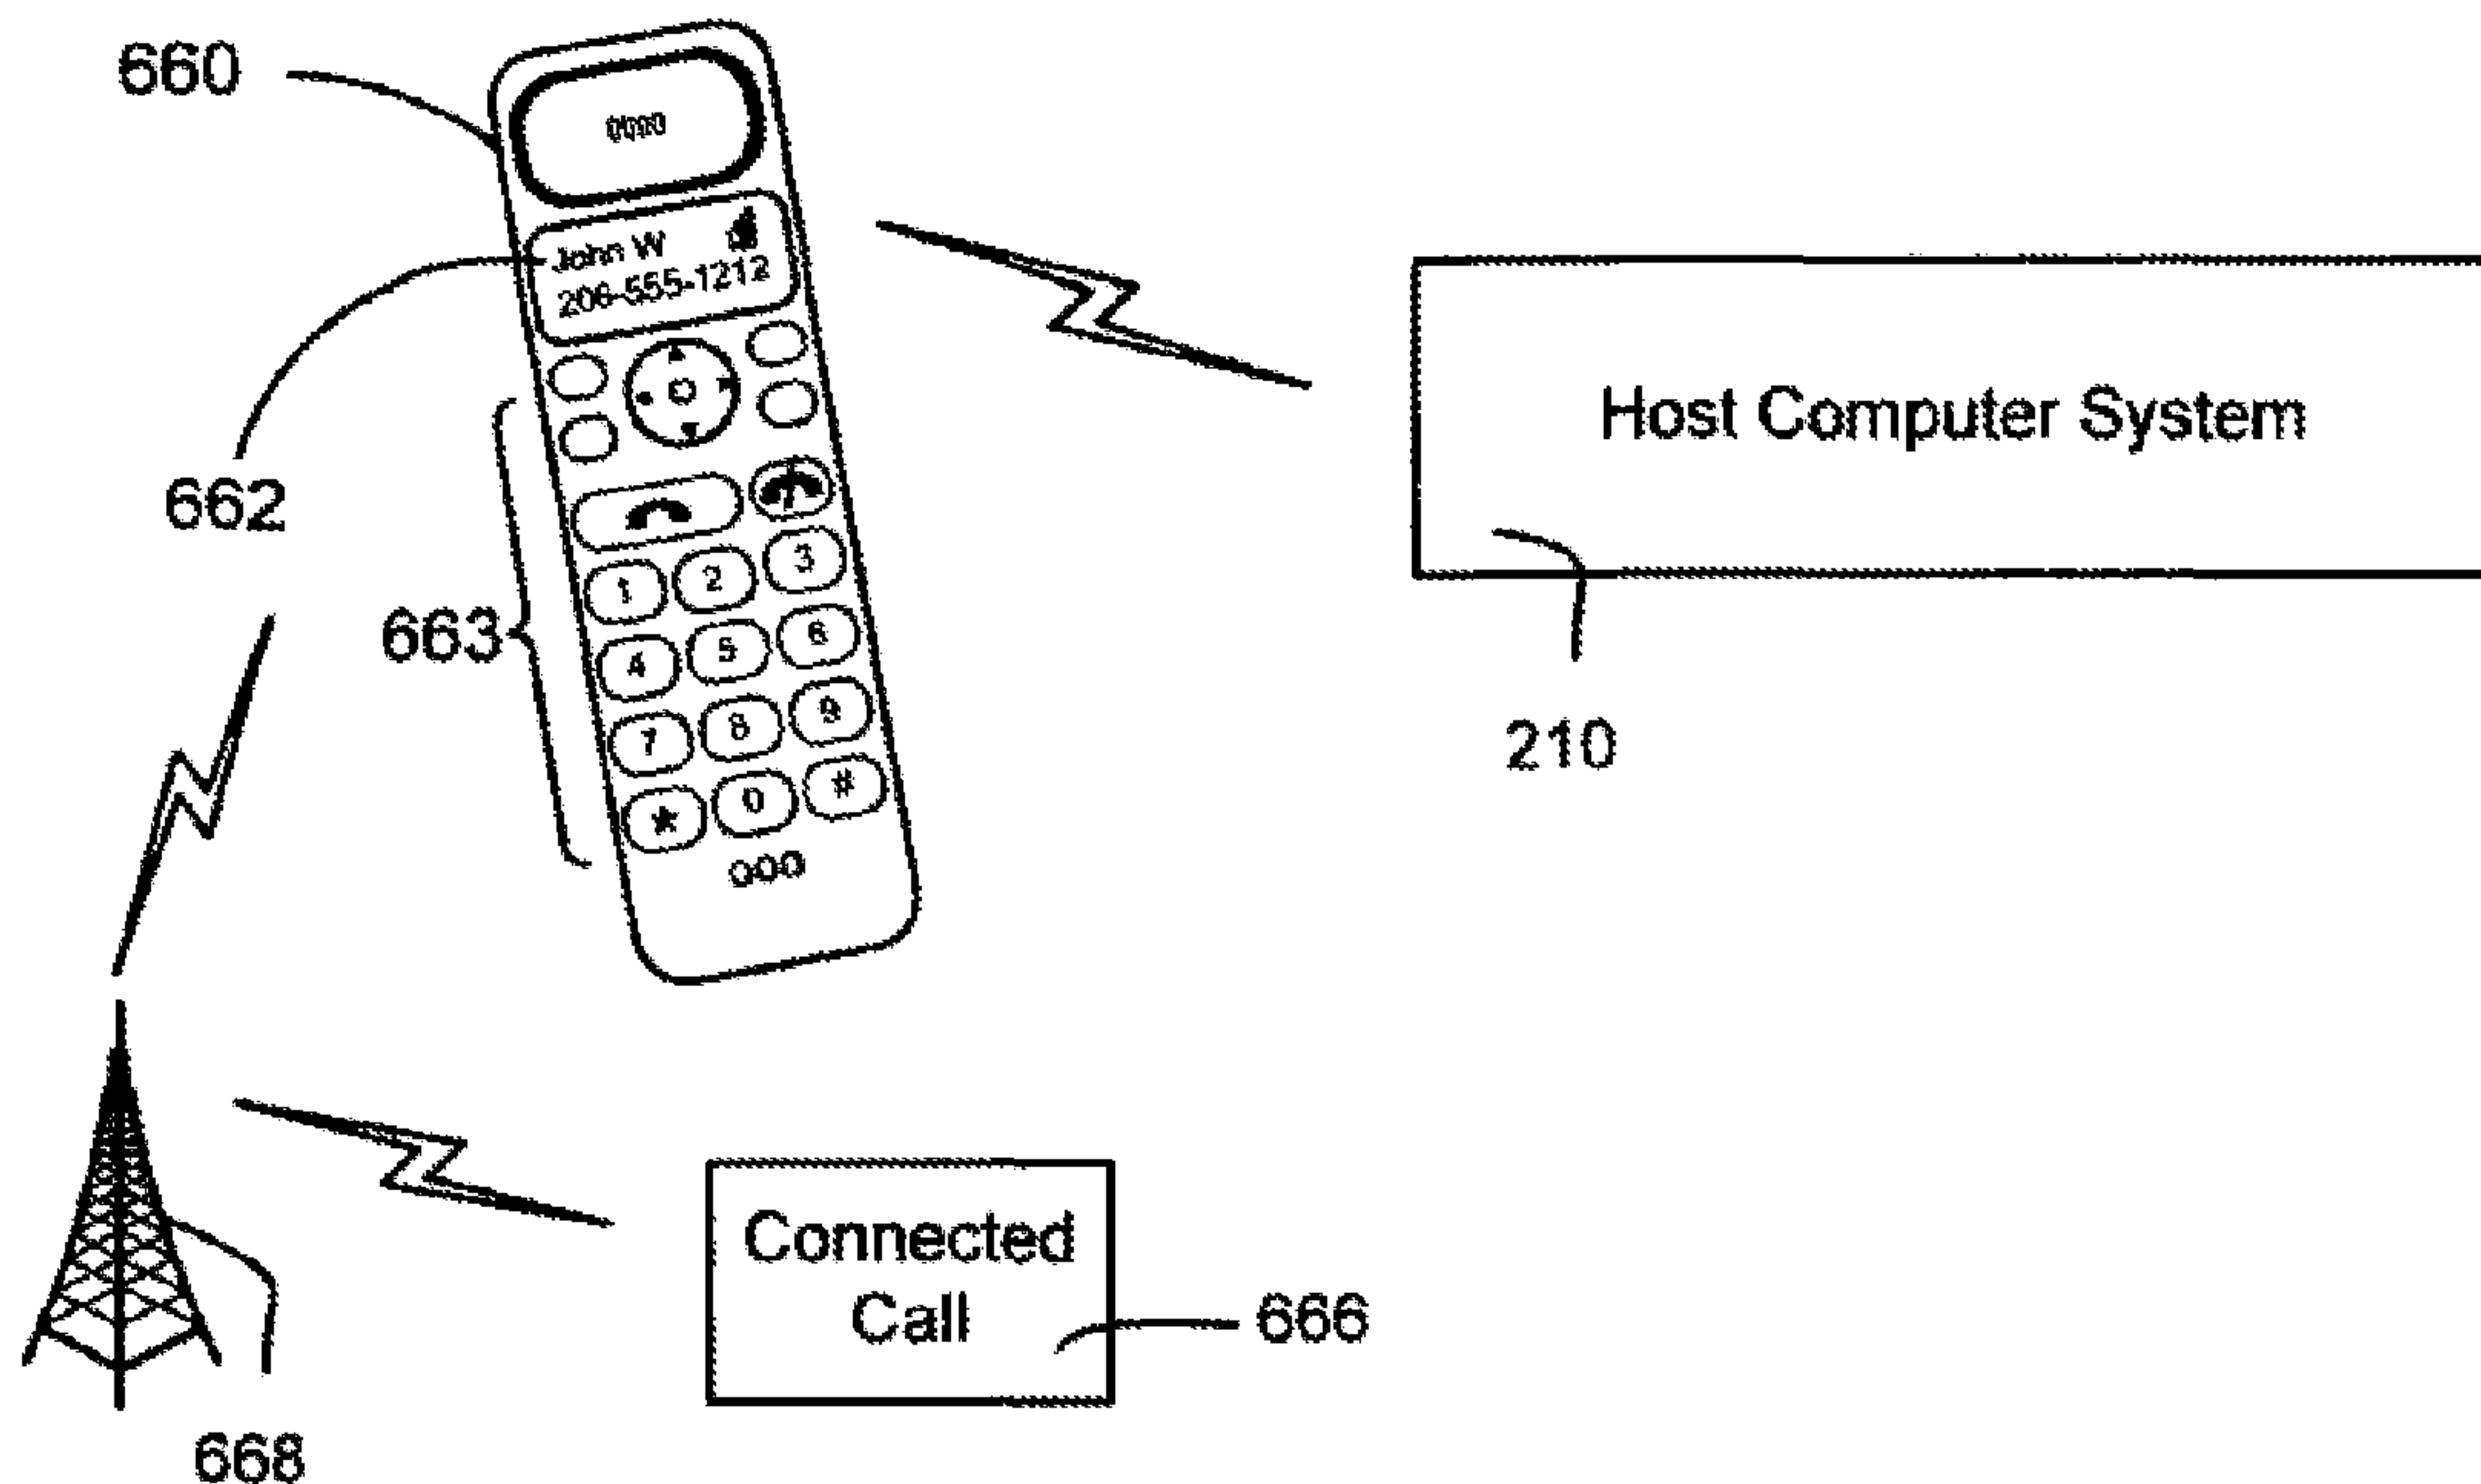 660
John W
206-555-1212
Host Computer System
662
1 2 3
663
4 5 6
210
7 8 9
0 #
Connected
Call
666
668